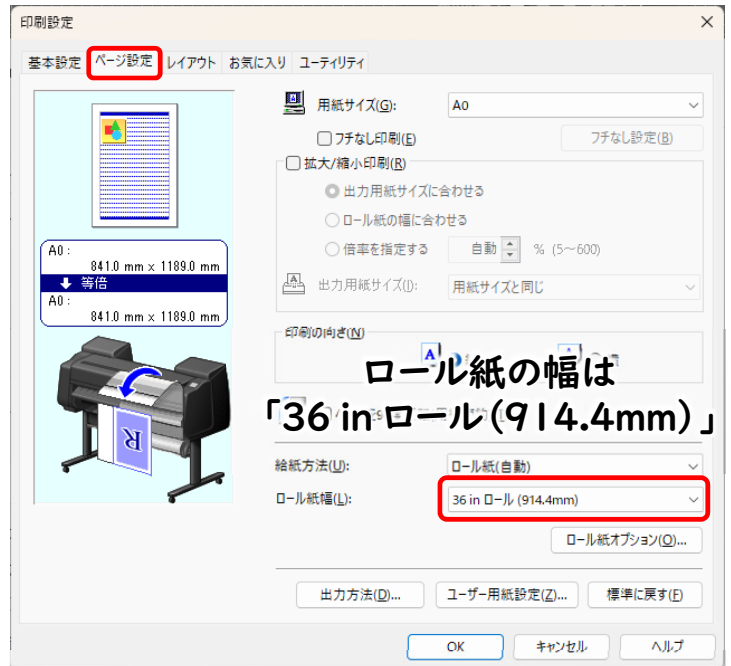 印刷設定
基本設定 ページ設定 レイアウト お気に入り ユーティリティ
用紙サイズ(G): A0
フチなし印刷(E) フチなし設定(B)
拡大/縮小印刷(R)
出力用紙サイズに合わせる
ロール紙の幅に合わせる
倍率を指定する 自動 % (5～600)
出力用紙サイズ(I): 用紙サイズと同じ
A0 :
841.0 mm x 1189.0 mm
等倍
A0 :
841.0 mm x 1189.0 mm
印刷の向き(N)
A
ロール紙の幅は
「36 in ロール(914.4mm)」
R
給紙方法(U): ロール紙(自動)
ロール紙幅(L): 36 in ロール (914.4mm)
ロール紙オプション(O)...
出力方法(D)... ユーザー用紙設定(Z)... 標準に戻す(F)
OK キャンセル ヘルプ